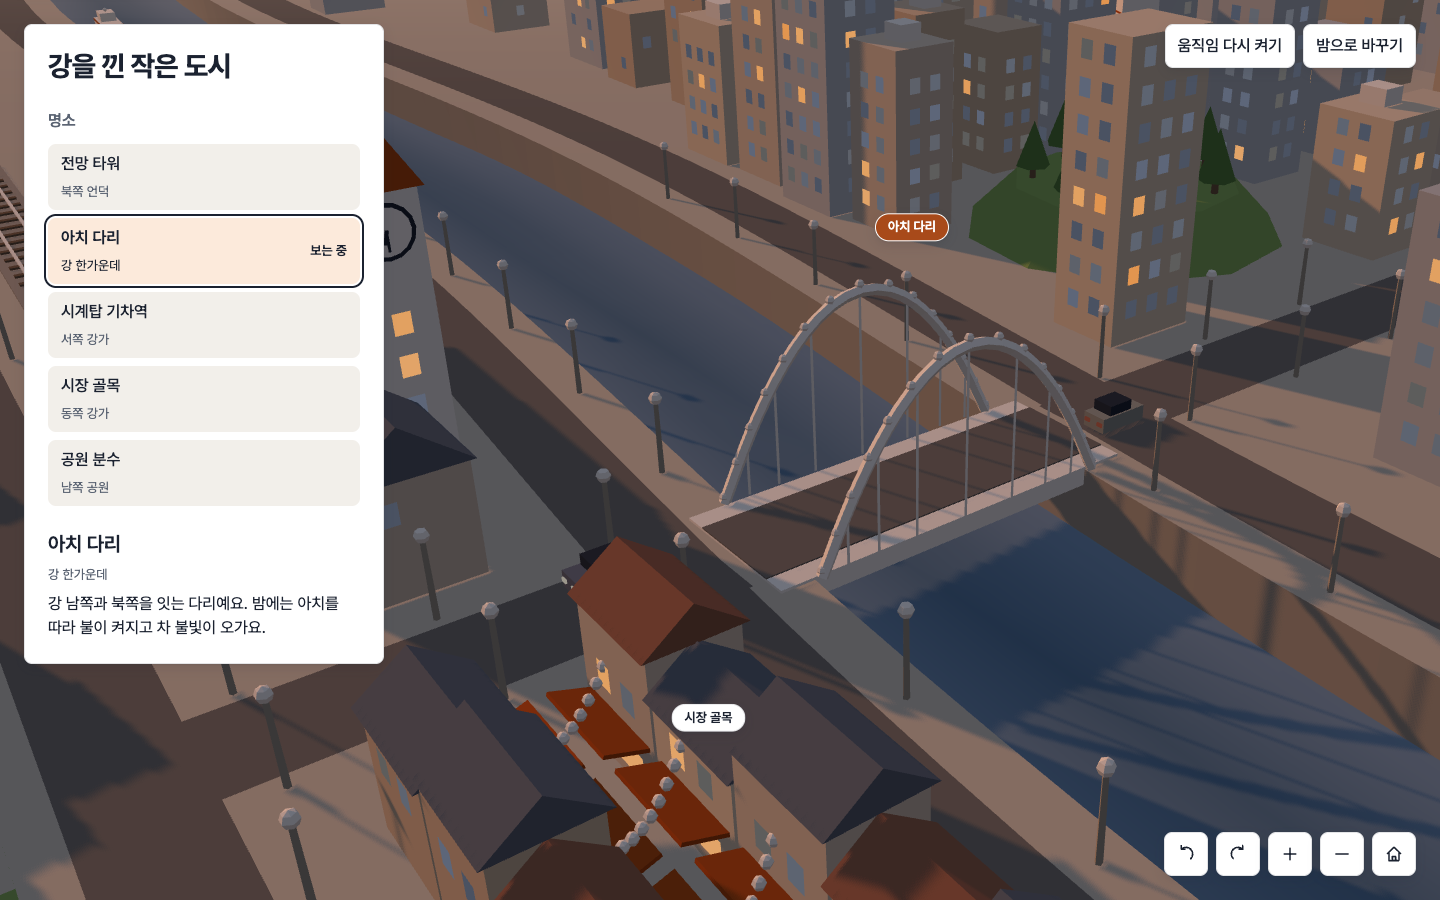 강을 낀 작은 도시
명소
전망 타워
북쪽 언덕
아치 다리
강 한가운데
보는 중
시계탑 기차역
서쪽 강가
시장 골목
동쪽 강가
공원 분수
남쪽 공원
아치 다리
강 한가운데
강 남쪽과 북쪽을 잇는 다리예요. 밤에는 아치를
따라 불이 켜지고 차 불빛이 오가요.
움직임 다시 켜기
밤으로 바꾸기
아치 다리
시장 골목